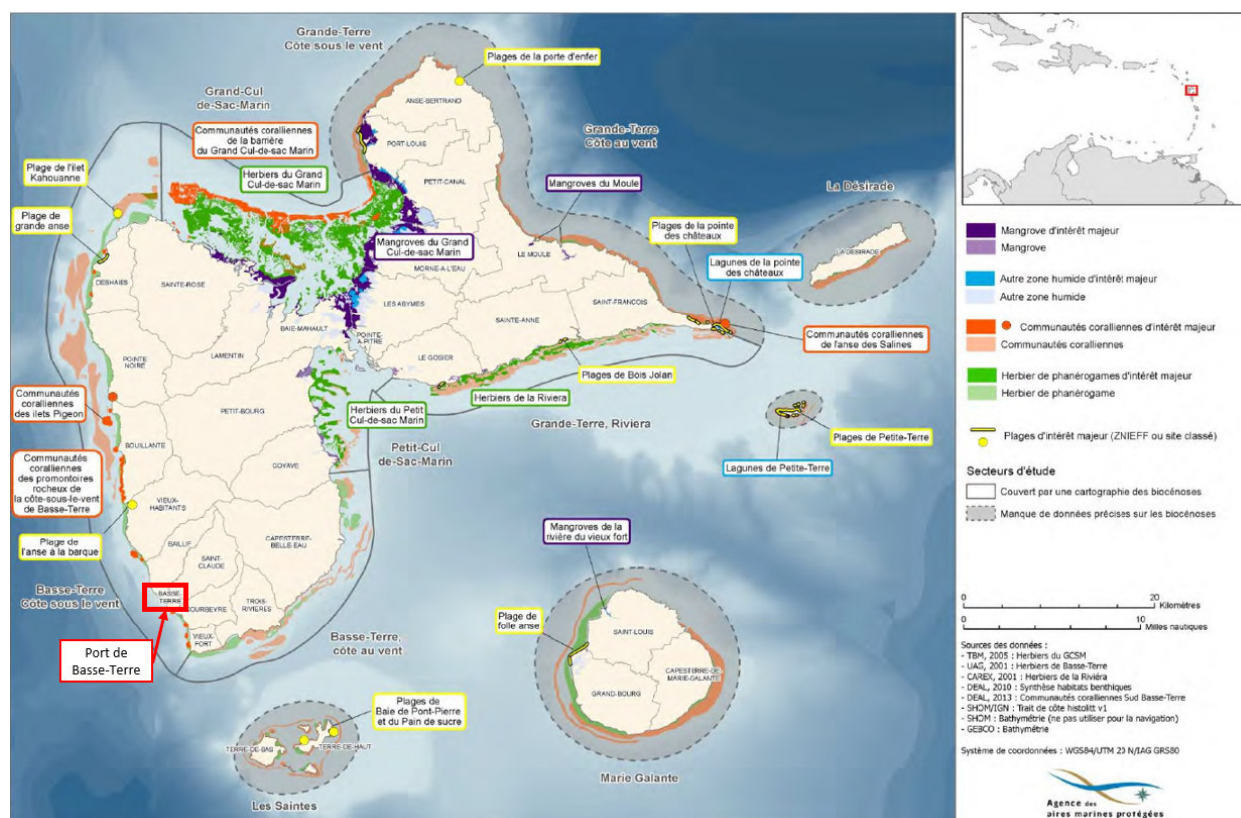 Grande-Terre
Côte sous le vent
Plages de la porte d'enfer
Grand-Cul
de-Sac-Marin
ANSE-BERTRAND
Communautés coralliennes
de la barrière
du Grand Cul-de-sac Marin
Grande-Terre
Côte au vent
PORT-LOUIS
Plage de l'îlet
Kahouanne
Herbiers du Grand
Cul-de-sac Marin
PETIT-CANAL
Mangroves du Moule
La Désirade
Plage de
grande anse
Plages de la pointe
des châteaux
Mangroves du Grand
Cul-de-sac Marin
LE MOULE
LA DESIRADE
Lagunes de la pointe
des châteaux
MORNE-A-L'EAU
DESHAIES
SAINTE-ROSE
LES ABYMES
SAINT-FRANCOIS
SAINTE-ANNE
BAIE-MAHAULT
POINTE-
A-PITRE
Communautés coralliennes
de l'anse des Salines
POINTE
NOIRE
LAMENTIN
LE GOSIER
Plages de Bois Jolan
Communautés
coralliennes
des ilets Pigeon
PETIT-BOURG
Herbiers du Petit
Cul-de-sac Marin
Herbiers de la Riviera
Grande-Terre, Riviera
Plages de Petite-Terre
BOUILLANTE
Petit-Cul
de-Sac-Marin
Lagunes de Petite-Terre
Communautés
coralliennes
des promontoires
rocheux de
la côte-sous-le-vent
de Basse-Terre
GOYAVE
VIEUX-
HABITANTS
Mangroves de la
rivière du vieux fort
Plage de
l'anse à la barque
BAILLIF
CAPESTERRE-
BELLE-EAU
SAINT-
CLAUDE
Basse-Terre
Côte sous le vent
BASSE-
TERRE
GOURBEYRE
TROIS-
RIVIERES
Plage de
folle anse
SAINT-LOUIS
VIEUX-
FORT
Basse-Terre,
côte au vent
Port de
Basse-Terre
CAPESTERRE-DE-
MARIE-GALANTE
GRAND-BOURG
Plages de
Baie de Pont-Pierre
et du Pain de sucre
TERRE-DE-BAS
TERRE-DE-HAUT
Marie Galante
Les Saintes
Mangrove d'intérêt majeur
Mangrove
Autre zone humide d'intérêt majeur
Autre zone humide
Communautés coralliennes d'intérêt majeur
Communautés coralliennes
Herbier de phanérogames d'intérêt majeur
Herbier de phanérogame
Plages d'intérêt majeur (ZNIEFF ou site classé)
Secteurs d'étude
Couvert par une cartographie des biocénoses
Manque de données précises sur les biocénoses
0 20
Kilomètres
0 10
Milles nautiques
Sources des données :
- TBM, 2005 : Herbiers du GCSM
- UAG, 2001 : Herbiers de Basse-Terre
- CAREX, 2001 : Herbiers de la Riviéra
- DEAL, 2010 : Synthèse habitats benthiques
- DEAL, 2013 : Communautés coralliennes Sud Basse-Terre
- SHOM/IGN : Trait de côte histolitt v1
- SHOM : Bathymétrie (ne pas utiliser pour la navigation)
- GEBCO : Bathymétrie
Système de coordonnées : WGS84/UTM 20 N/IAG GRS80
Agence des
aires marines protégées